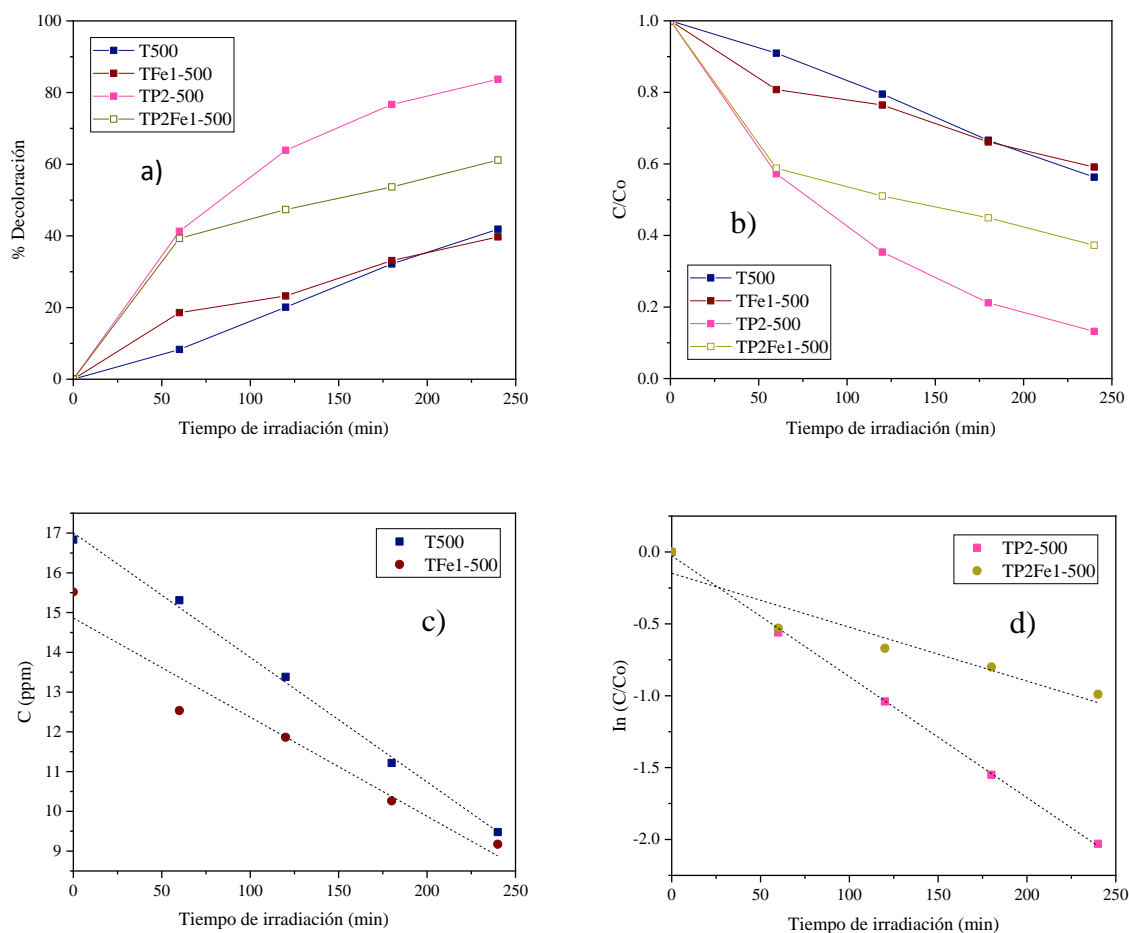 100
80
60
40
20
0
% Decoloración
T500
TFe1-500
TP2-500
TP2Fe1-500
a)
0 50 100 150 200 250
Tiempo de irradiación (min)
1.0
0.8
0.6
0.4
0.2
0.0
C/Co
b)
T500
TFe1-500
TP2-500
TP2Fe1-500
0 50 100 150 200 250
Tiempo de irradiación (min)
17
16
15
14
13
12
11
10
9
C (ppm)
T500
TFe1-500
c)
0 50 100 150 200 250
Tiempo de irradiación (min)
0.0
-0.5
-1.0
-1.5
-2.0
In (C/Co)
TP2-500
TP2Fe1-500
d)
0 50 100 150 200 250
Tiempo de irradiación (min)